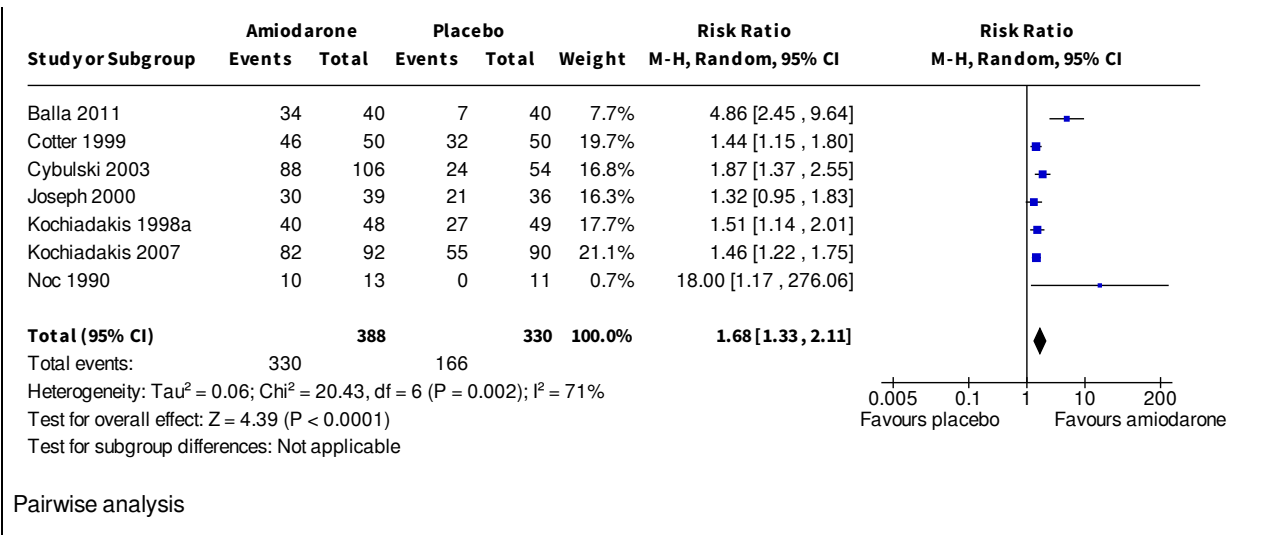 Amiodarone Placebo Risk Ratio Risk Ratio
Study or Subgroup Events Total Events Total Weight M-H, Random, 95% CI M-H, Random, 95% CI
Balla 2011 34 40 7 40 7.7% 4.86 [2.45 , 9.64]
Cotter 1999 46 50 32 50 19.7% 1.44 [1.15 , 1.80]
Cybulski 2003 88 106 24 54 16.8% 1.87 [1.37 , 2.55]
Joseph 2000 30 39 21 36 16.3% 1.32 [0.95 , 1.83]
Kochiadakis 1998a 40 48 27 49 17.7% 1.51 [1.14 , 2.01]
Kochiadakis 2007 82 92 55 90 21.1% 1.46 [1.22 , 1.75]
Noc 1990 10 13 0 11 0.7% 18.00 [1.17 , 276.06]
Total (95% CI) 388 330 100.0% 1.68 [1.33 , 2.11]
Total events: 330 166
Heterogeneity: Tau² = 0.06; Chi² = 20.43, df = 6 (P = 0.002); I² = 71%
0.005 0.1 1 10 200
Test for overall effect: Z = 4.39 (P < 0.0001) Favours placebo Favours amiodarone
Test for subgroup differences: Not applicable
Pairwise analysis